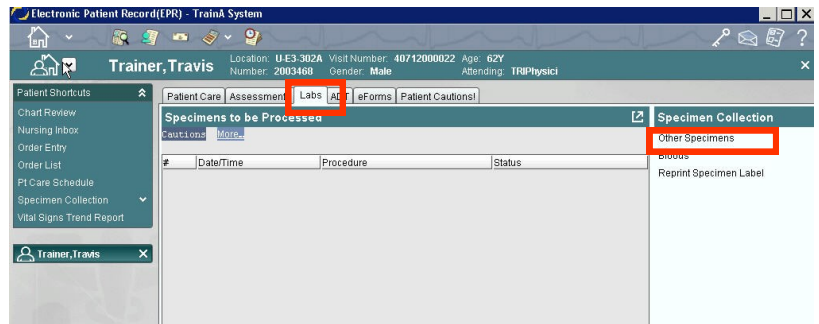 Electronic Patient Record(EPR) - TrainA System
?
Trainer,Travis
Location: U-E3-302A Visit Number: 40712000022 Age: 62Y
Number: 2003468 Gender: Male Attending: TRIPhysici
Patient Shortcuts
Chart Review
Nursing Inbox
Order Entry
Order List
Pt Care Schedule
Specimen Collection
Vital Signs Trend Report
Trainer,Travis X
Patient Care Assessment Labs ADT eForms Patient Cautions!
Specimens to be Processed
Cautions More…
# Date/Time Procedure Status
Specimen Collection
Other Specimens
Bloods
Reprint Specimen Label